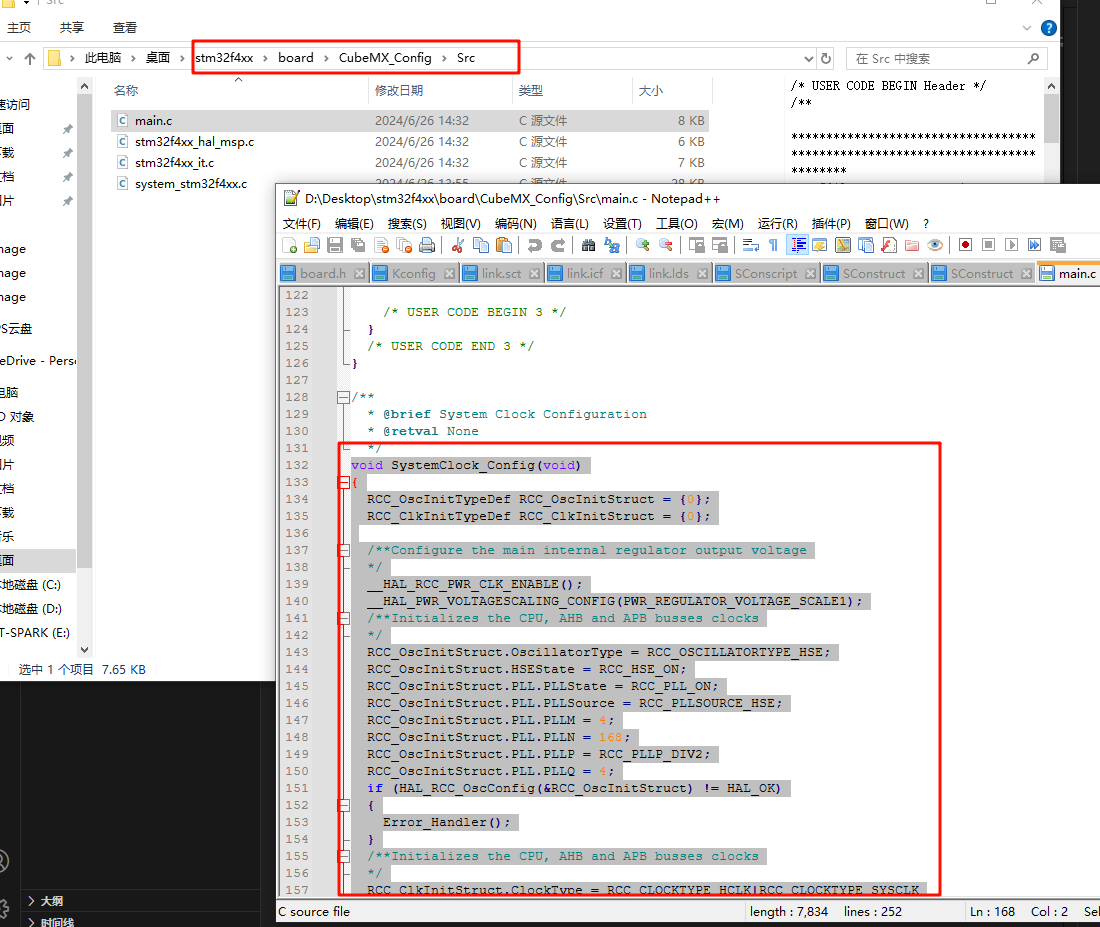 Src
主页 共享 查看
此电脑 桌面 stm32f4xx board CubeMX_Config Src
在 Src 中搜索
名称 修改日期 类型 大小
main.c 2024/6/26 14:32 C 源文件 8 KB
stm32f4xx_hal_msp.c 2024/6/26 14:32 C 源文件 6 KB
stm32f4xx_it.c 2024/6/26 14:32 C 源文件 7 KB
system_stm32f4xx.c
/* USER CODE BEGIN Header */
/**
速访问
面
下载
文档
图片
mage
mage
mage
PS云盘
eDrive - Perso
电脑
D 对象
视频
图片
文档
下载
音乐
桌面
本地磁盘 (C:)
本地磁盘 (D:)
T-SPARK (E:)
选中 1 个项目 7.65 KB
大纲
时间线
D:\Desktop\stm32f4xx\board\CubeMX_Config\Src\main.c - Notepad++
文件(F) 编辑(E) 搜索(S) 视图(V) 编码(N) 语言(L) 设置(T) 工具(O) 宏(M) 运行(R) 插件(P) 窗口(W) ?
board.h Kconfig link.sct link.icf link.lds SConscript SConstruct SConstruct main.c
122
123 /* USER CODE BEGIN 3 */
124 }
125 /* USER CODE END 3 */
126 }
127
128 /**
129 * @brief System Clock Configuration
130 * @retval None
131 */
132 void SystemClock_Config(void)
133 {
134 RCC_OscInitTypeDef RCC_OscInitStruct = {0};
135 RCC_ClkInitTypeDef RCC_ClkInitStruct = {0};
136
137 /**Configure the main internal regulator output voltage
138 */
139 __HAL_RCC_PWR_CLK_ENABLE();
140 __HAL_PWR_VOLTAGESCALING_CONFIG(PWR_REGULATOR_VOLTAGE_SCALE1);
141 /**Initializes the CPU, AHB and APB busses clocks
142 */
143 RCC_OscInitStruct.OscillatorType = RCC_OSCILLATORTYPE_HSE;
144 RCC_OscInitStruct.HSEState = RCC_HSE_ON;
145 RCC_OscInitStruct.PLL.PLLState = RCC_PLL_ON;
146 RCC_OscInitStruct.PLL.PLLSource = RCC_PLLSOURCE_HSE;
147 RCC_OscInitStruct.PLL.PLLM = 4;
148 RCC_OscInitStruct.PLL.PLLN = 168;
149 RCC_OscInitStruct.PLL.PLLP = RCC_PLLP_DIV2;
150 RCC_OscInitStruct.PLL.PLLQ = 4;
151 if (HAL_RCC_OscConfig(&RCC_OscInitStruct) != HAL_OK)
152 {
153 Error_Handler();
154 }
155 /**Initializes the CPU, AHB and APB busses clocks
156 */
157 RCC_ClkInitStruct.ClockType = RCC_CLOCKTYPE_HCLK|RCC_CLOCKTYPE_SYSCLK
C source file length : 7,834 lines : 252 Ln : 168 Col : 2 Sel